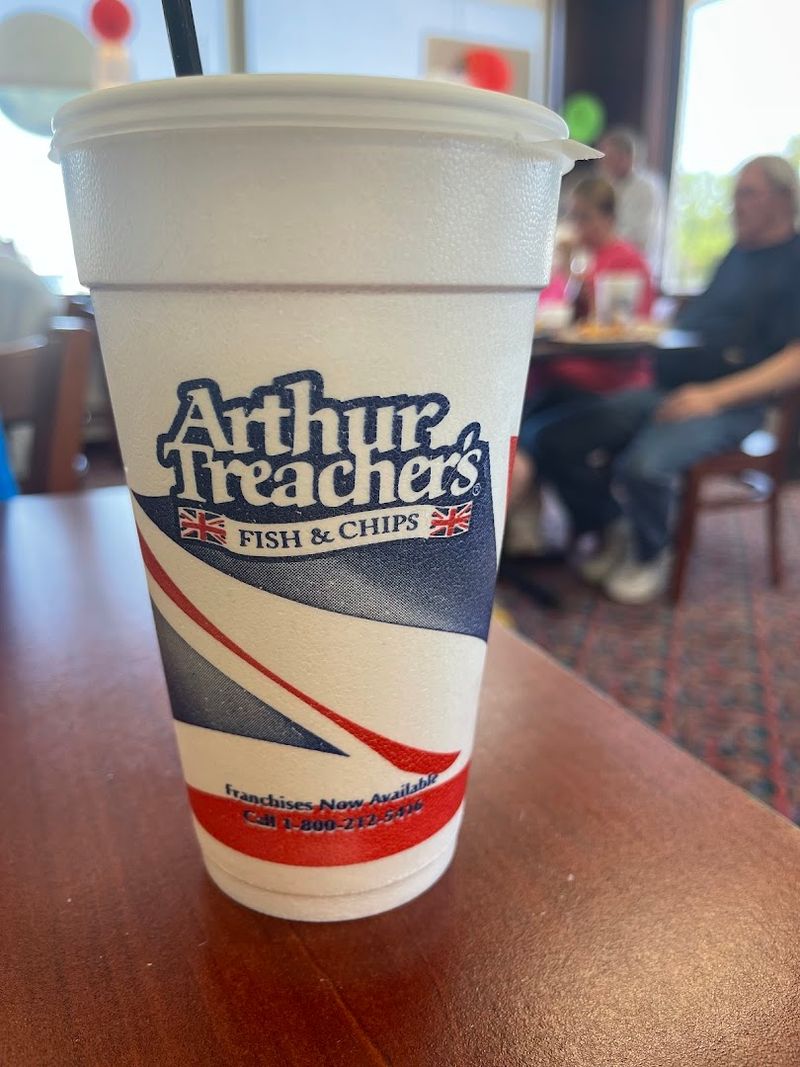 Arthur
Treacher's®
FISH & CHIPS
Franchises Now Available
Call 1-800-212-5416